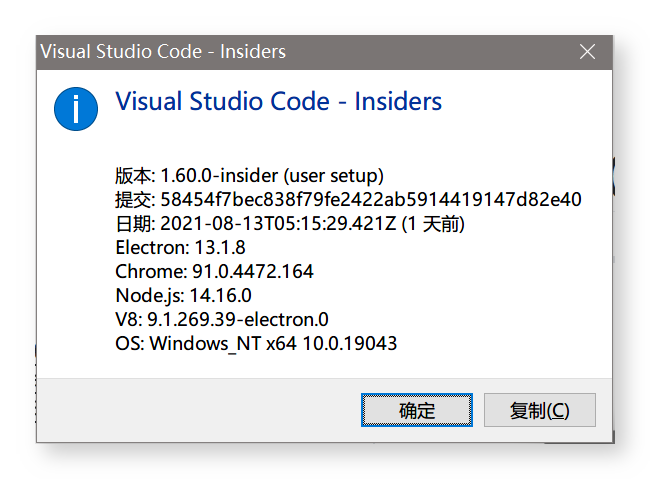 Visual Studio Code - Insiders
Visual Studio Code - Insiders
版本: 1.60.0-insider (user setup)
提交: 58454f7bec838f79fe2422ab5914419147d82e40
日期: 2021-08-13T05:15:29.421Z (1 天前)
Electron: 13.1.8
Chrome: 91.0.4472.164
Node.js: 14.16.0
V8: 9.1.269.39-electron.0
OS: Windows_NT x64 10.0.19043
确定 复制(C)